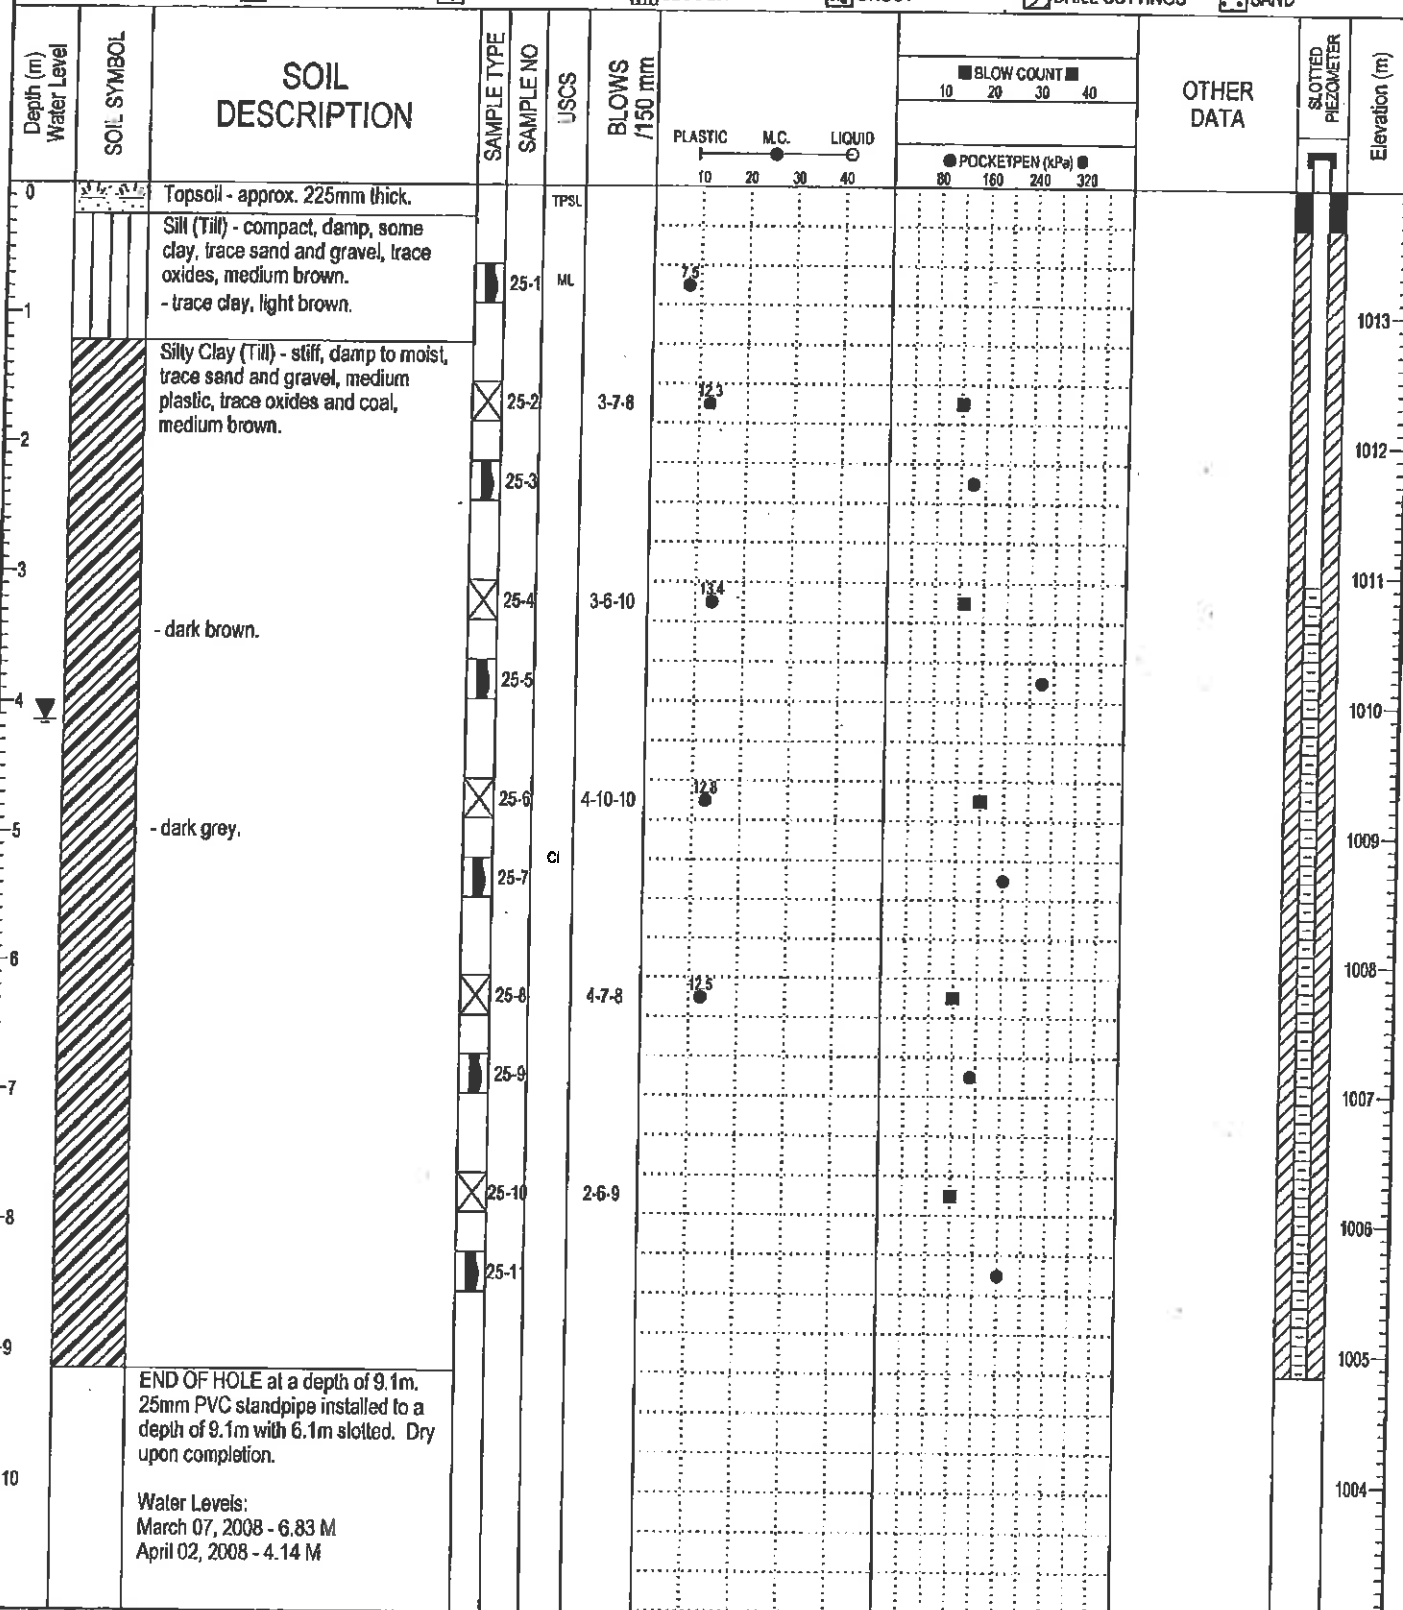 DRILL CUTTINGS
SAND
Depth (m)
Water Level
SOIL SYMBOL
SOIL
DESCRIPTION
SAMPLE TYPE
SAMPLE NO
USCS
BLOWS
/150 mm
PLASTIC M.C. LIQUID
10 20 30 40
BLOW COUNT
10 20 30 40
POCKETPEN (kPa)
80 160 240 320
OTHER
DATA
SLOTTED
PIEZOMETER
Elevation (m)
0
Topsoil - approx. 225mm thick.
TPSL
Silt (Till) - compact, damp, some
clay, trace sand and gravel, trace
oxides, medium brown.
- trace clay, light brown.
25-1 ML 7.5
1
1013
Silty Clay (Till) - stiff, damp to moist,
trace sand and gravel, medium
plastic, trace oxides and coal,
medium brown.
25-2 3-7-8 12.3
2
1012
25-3
3
1011
25-4 3-6-10 13.4
- dark brown.
25-5
4
1010
25-6 4-10-10 12.8
5
- dark grey.
1009
CI
25-7
6
1008
25-8 4-7-8 12.5
25-9
7
1007
25-10 2-6-9
8
1006
25-11
9
1005
END OF HOLE at a depth of 9.1m.
25mm PVC standpipe installed to a
depth of 9.1m with 6.1m slotted. Dry
upon completion.
10
1004
Water Levels:
March 07, 2008 - 6.83 M
April 02, 2008 - 4.14 M